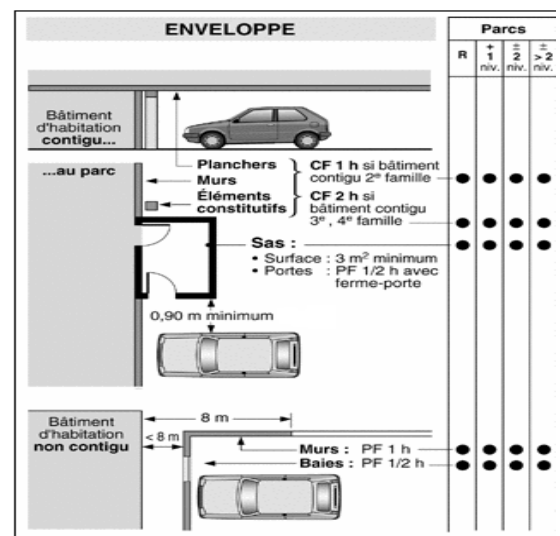 ENVELOPPE
Parcs
R
+
1
niv.
±
2
niv.
±
> 2
niv.
Bâtiment
d'habitation
contigu...
...au parc
Planchers
Murs
Éléments
constitutifs
CF 1 h si bâtiment
contigu 2e famille
CF 2 h si
bâtiment contigu
3e, 4e famille
Sas :
• Surface : 3 m² minimum
• Portes : PF 1/2 h avec
ferme-porte
0,90 m minimum
Bâtiment
d'habitation
non contigu
8 m
< 8 m
Murs : PF 1 h
Baies : PF 1/2 h